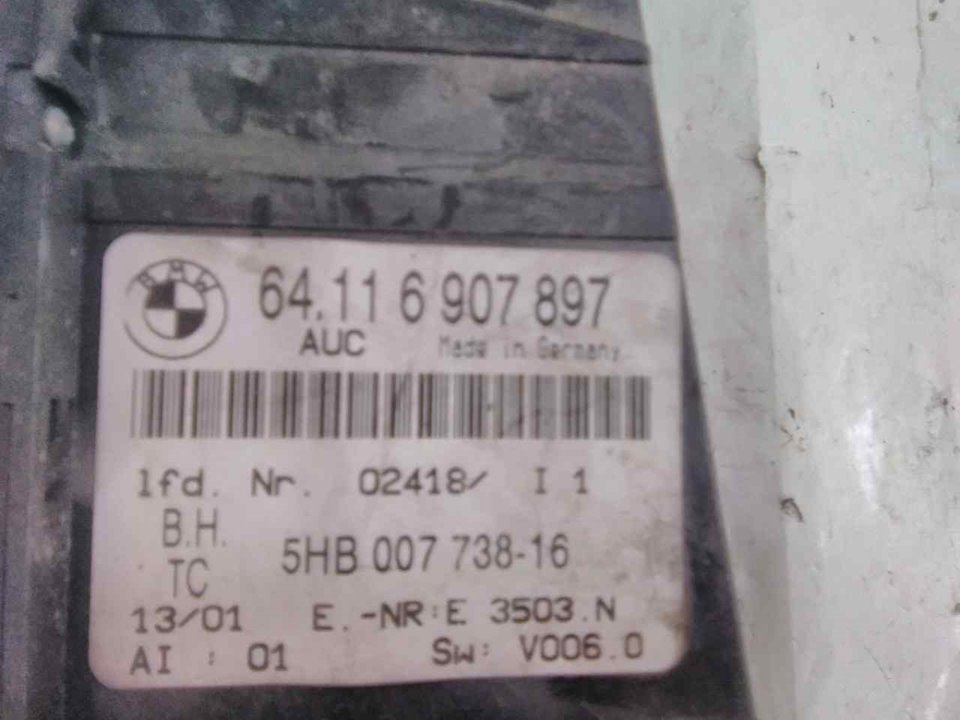 BMW
64.11 6 907 897
AUC Made in Germany
lfd. Nr. 02418/ I 1
B.H.
TC 5HB 007 738-16
13/01 E.-NR:E 3503.N
AI : 01 Sw: V006.0